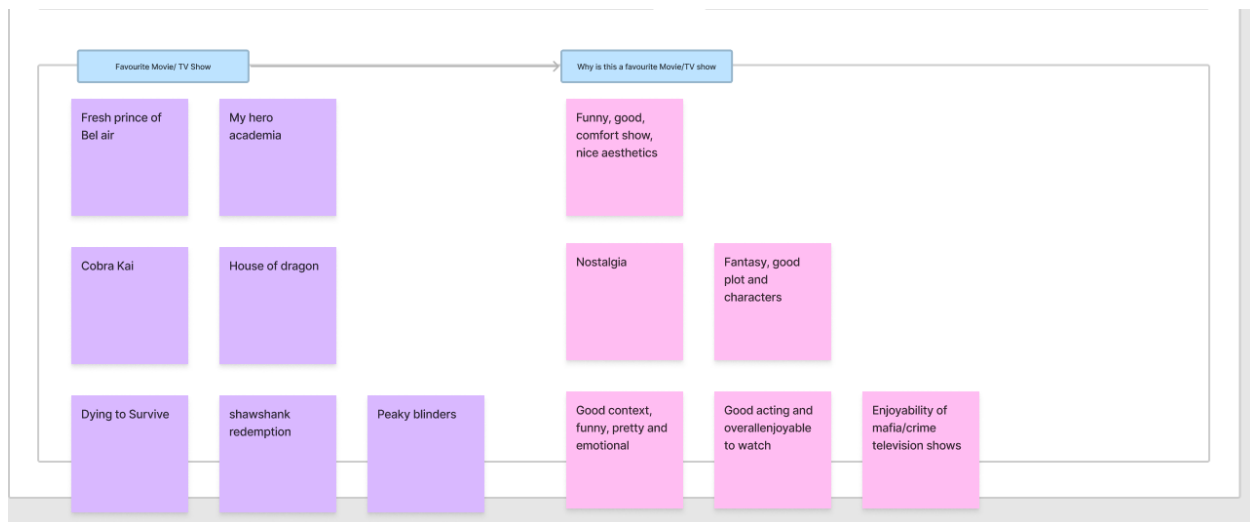 Favourite Movie/ TV Show
Why is this a favourite Movie/TV show
Fresh prince of
Bel air
My hero
academia
Funny, good,
comfort show,
nice aesthetics
Cobra Kai
House of dragon
Nostalgia
Fantasy, good
plot and
characters
Dying to Survive
shawshank
redemption
Peaky blinders
Good context,
funny, pretty and
emotional
Good acting and
overallenjoyable
to watch
Enjoyability of
mafia/crime
television shows